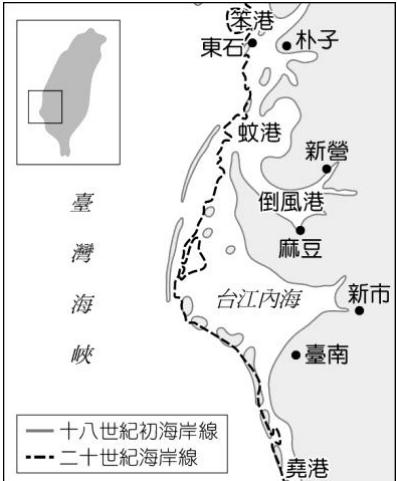 笨港
東石
朴子
蚊港
新營
倒風港
麻豆
臺灣海峽
台江內海
新市
臺南
十八世紀初海岸線
二十世紀海岸線
堯港